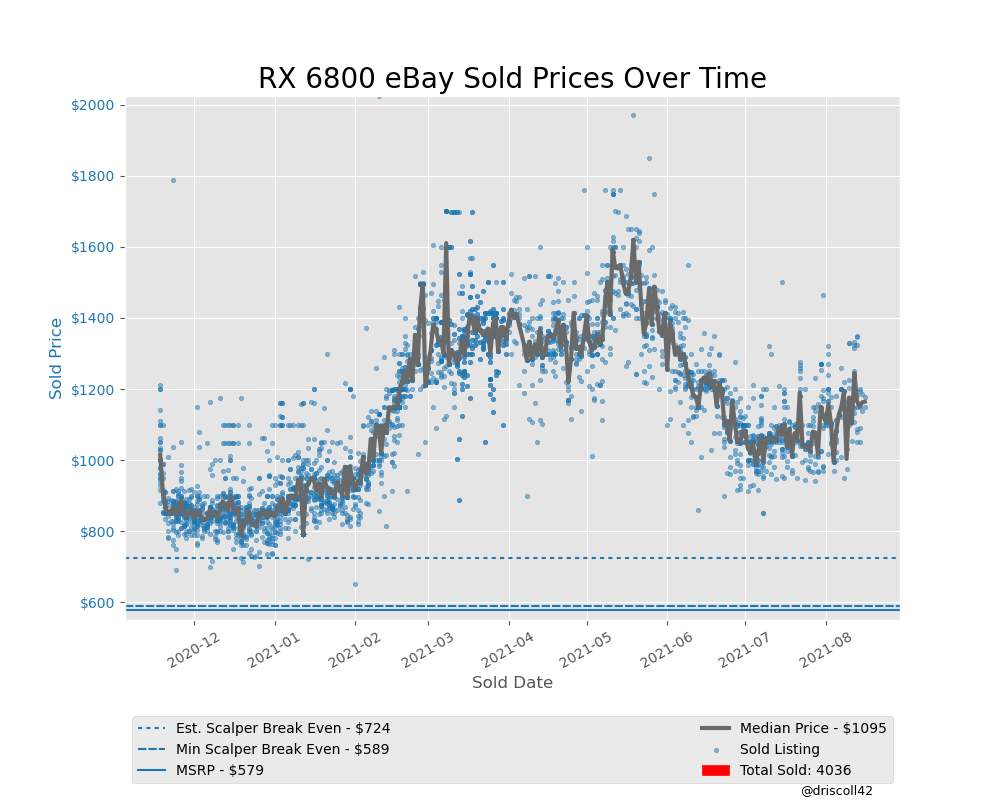 RX 6800 eBay Sold Prices Over Time
$2000
$1800
$1600
$1400
$1200
$1000
$800
$600
Sold Price
2020-12
2021-01
2021-02
2021-03
2021-04
2021-05
2021-06
2021-07
2021-08
Sold Date
Est. Scalper Break Even - $724
Min Scalper Break Even - $589
MSRP - $579
Median Price - $1095
Sold Listing
Total Sold: 4036
@driscoll42